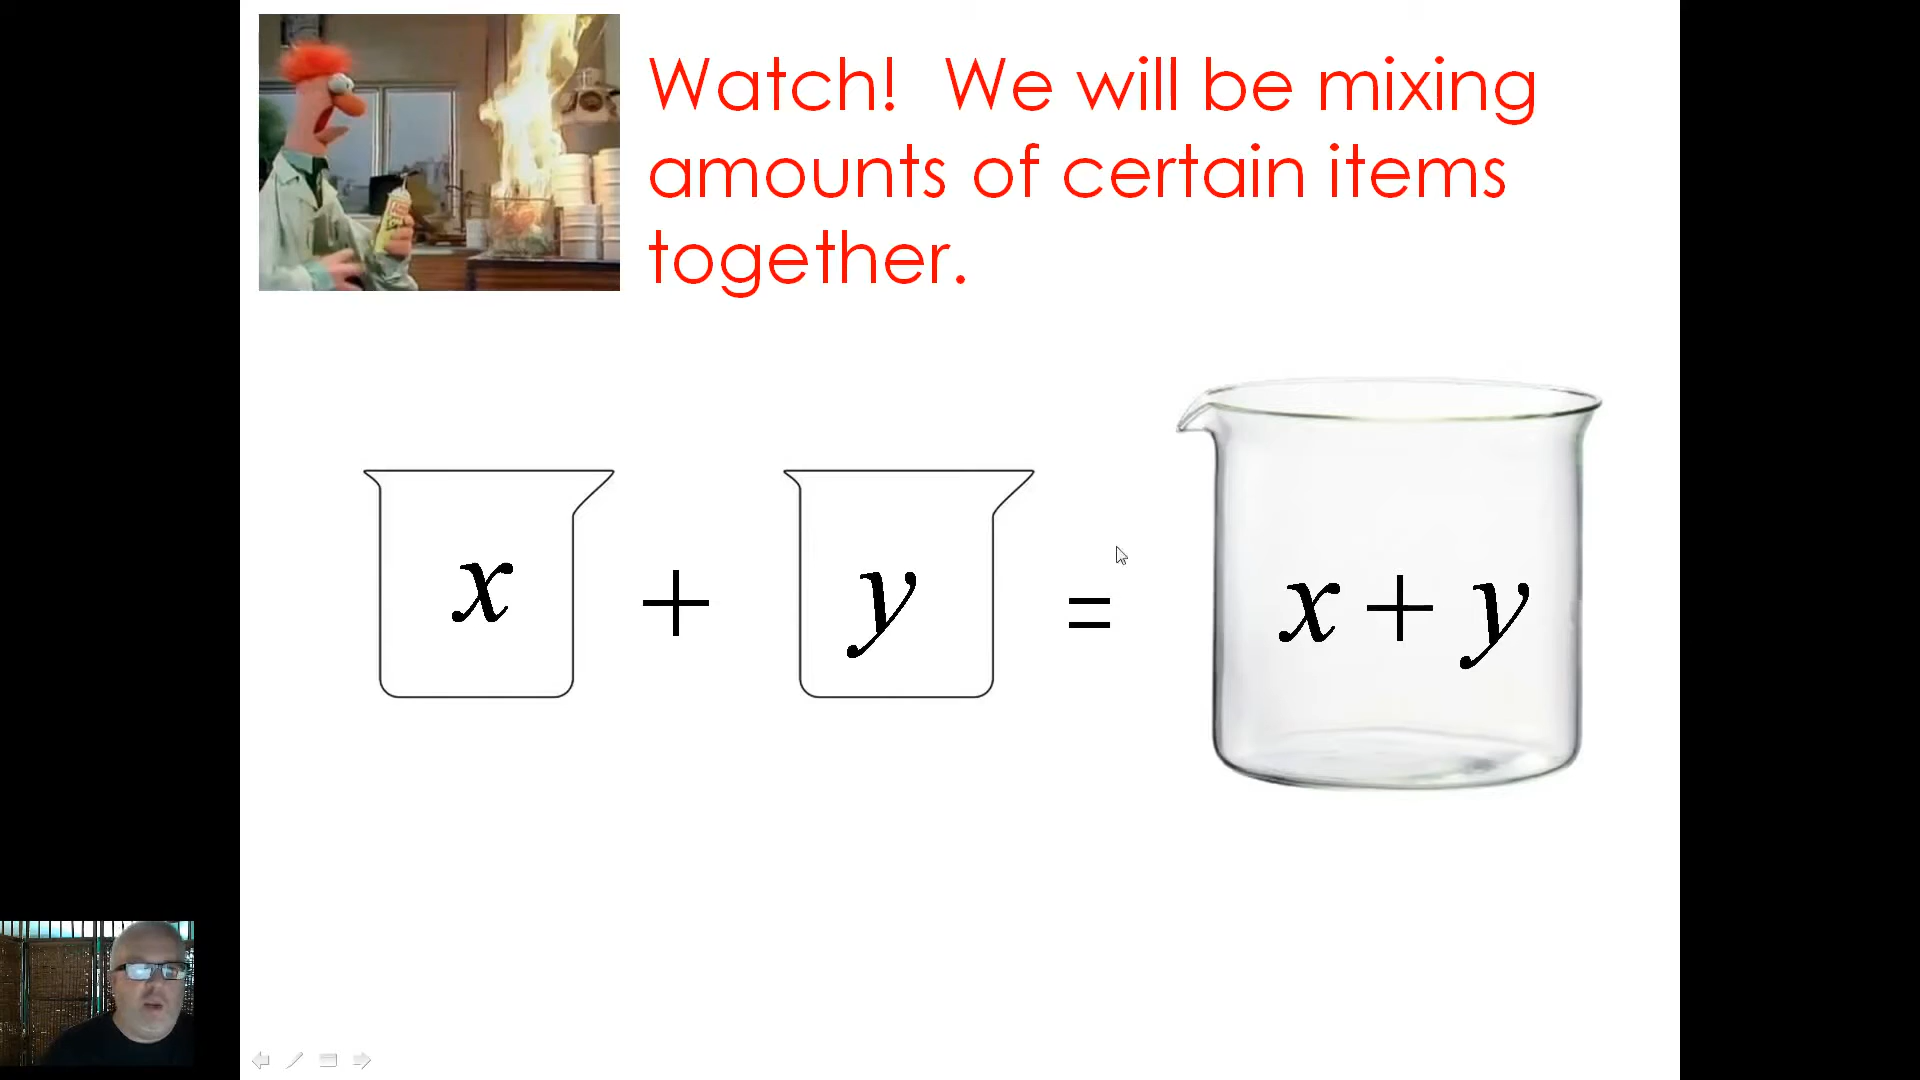 Watch!  We will be mixing
amounts of certain items
together.
x + y = x + y